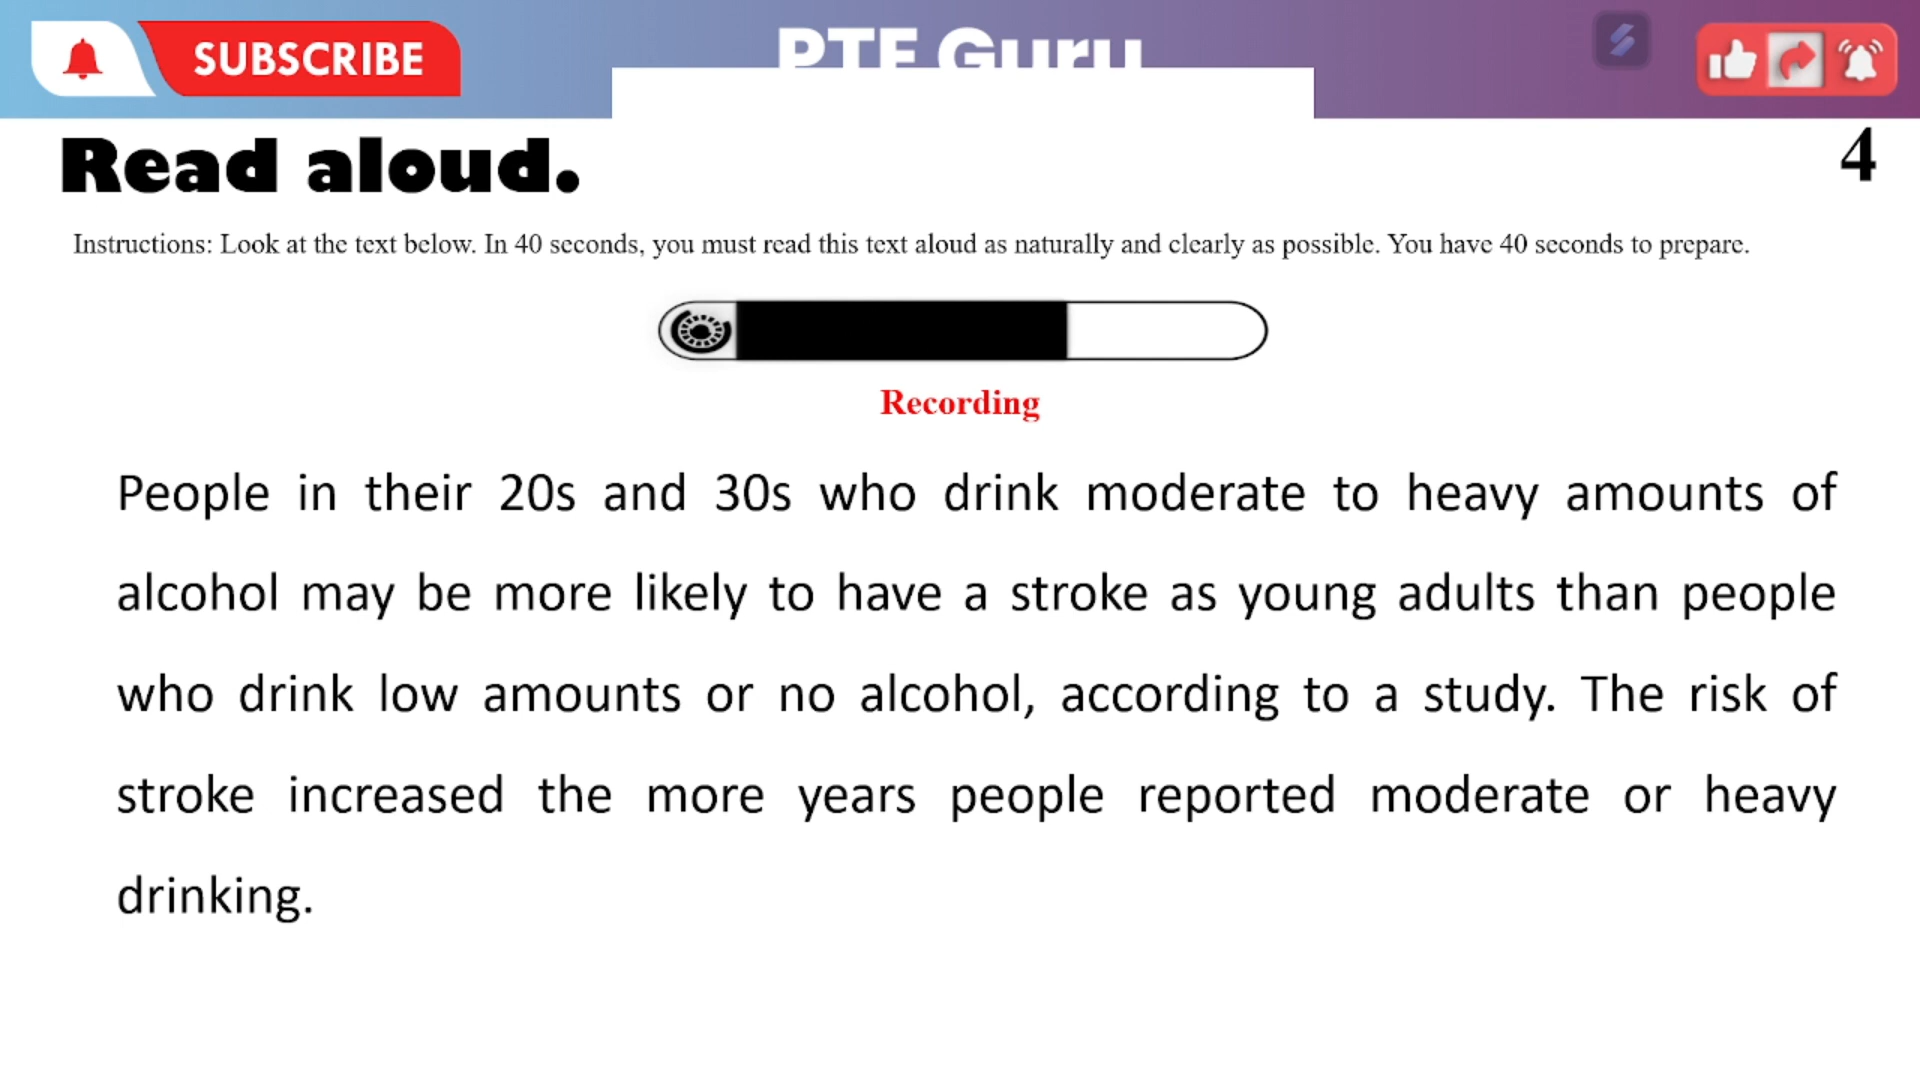 SUBSCRIBE
PTE Guru
Read aloud.
4
Instructions: Look at the text below. In 40 seconds, you must read this text aloud as naturally and clearly as possible. You have 40 seconds to prepare.
Recording
People in their 20s and 30s who drink moderate to heavy amounts of
alcohol may be more likely to have a stroke as young adults than people
who drink low amounts or no alcohol, according to a study. The risk of
stroke increased the more years people reported moderate or heavy
drinking.